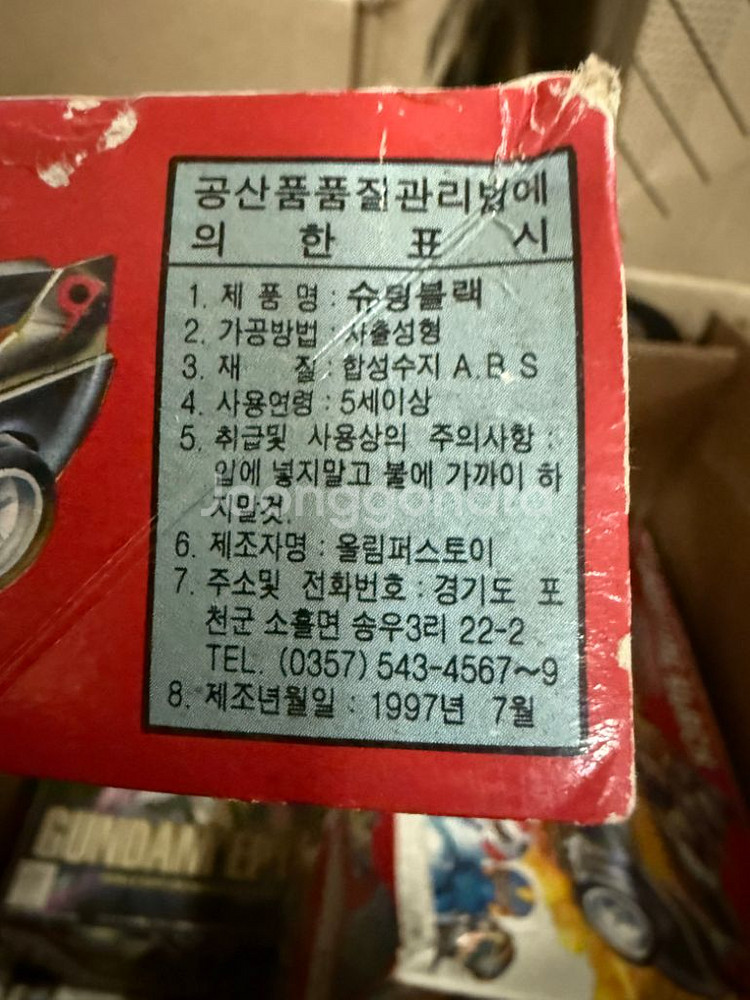 공산품품질관리법에
의 한 표 시
1. 제 품 명 : 슈팅블랙
2. 가공방법 : 사출성형
3. 재 질 : 합성수지 A.B.S
4. 사용연령 : 5세이상
5. 취급및 사용상의 주의사항 :
입에 넣지말고 불에 가까이 하
지말것.
6. 제조자명 : 올림퍼스토이
7. 주소및 전화번호 : 경기도 포
천군 소홀면 송우3리 22-2
TEL. (0357) 543-4567~9
8. 제조년월일 : 1997년 7월
Joonggonara
GUNDAM